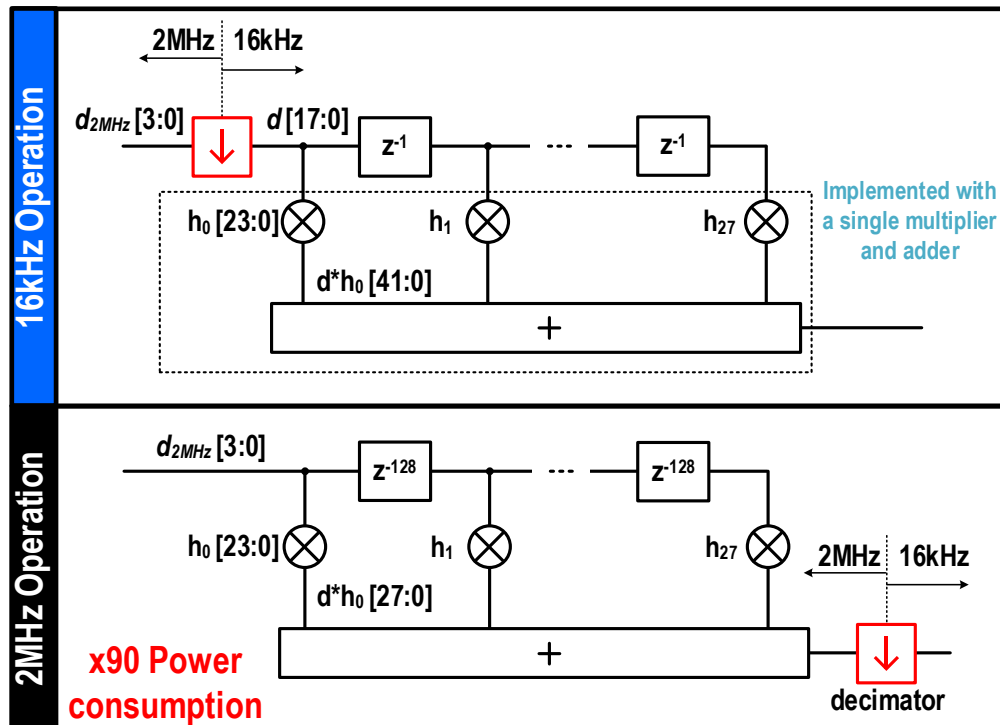 16kHz Operation
2MHz 16kHz
d2MHz [3:0]
d [17:0]
z-1
...
z-1
h0 [23:0]
h1
h27
Implemented with
a single multiplier
and adder
d*h0 [41:0]
+
2MHz Operation
d2MHz [3:0]
z-128
...
z-128
h0 [23:0]
h1
h27
2MHz 16kHz
d*h0 [27:0]
+
x90 Power
consumption
decimator